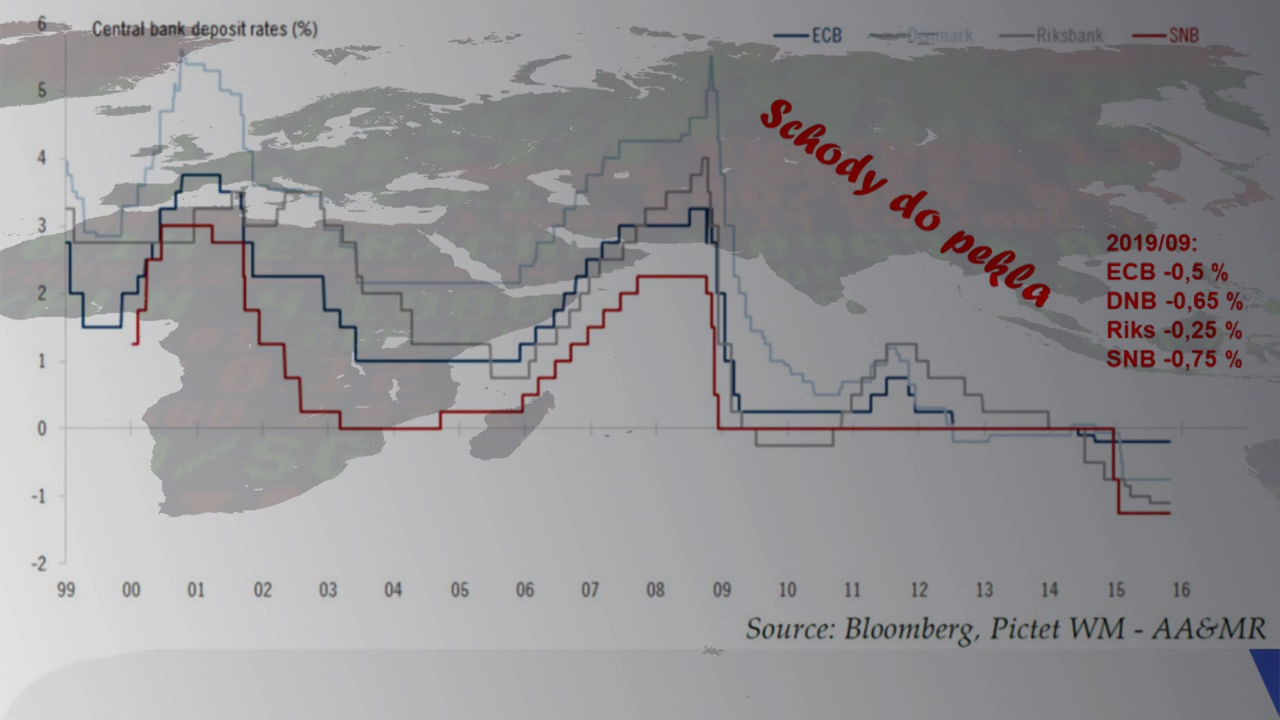 Central bank deposit rates (%)
ECB Denmark Riksbank SNB
6
5
4
3
2
1
0
-1
-2
99 00 01 02 03 04 05 06 07 08 09 10 11 12 13 14 15 16
Schody do pekla
2019/09:
ECB -0,5 %
DNB -0,65 %
Riks -0,25 %
SNB -0,75 %
Source: Bloomberg, Pictet WM - AA&MR